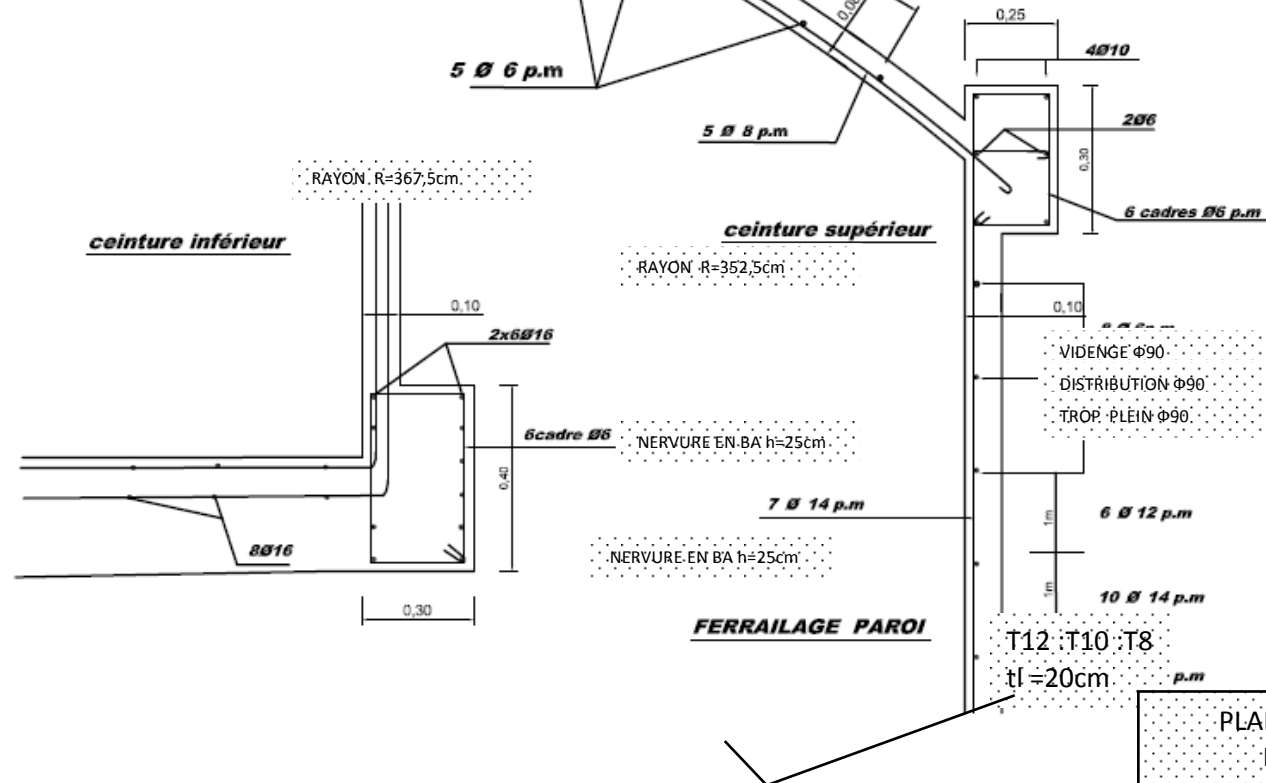 0,25
4Ø10
5 Ø 6 p.m
5 Ø 8 p.m
2Ø6
0,30
RAYON R=367,5cm
6 cadres Ø6 p.m
ceinture inférieur
ceinture supérieur
RAYON R=352,5cm
0,10
0,10
2x6Ø16
VIDENGE Φ90
DISTRIBUTION Φ90
TROP PLEIN Φ90
6cadre Ø6
NERVURE EN BA h=25cm
0,40
7 Ø 14 p.m
1m
6 Ø 12 p.m
8Ø16
NERVURE EN BA h=25cm
1m
10 Ø 14 p.m
0,30
FERRAILAGE PAROI
T12 :T10 :T8
=20cm
p.m